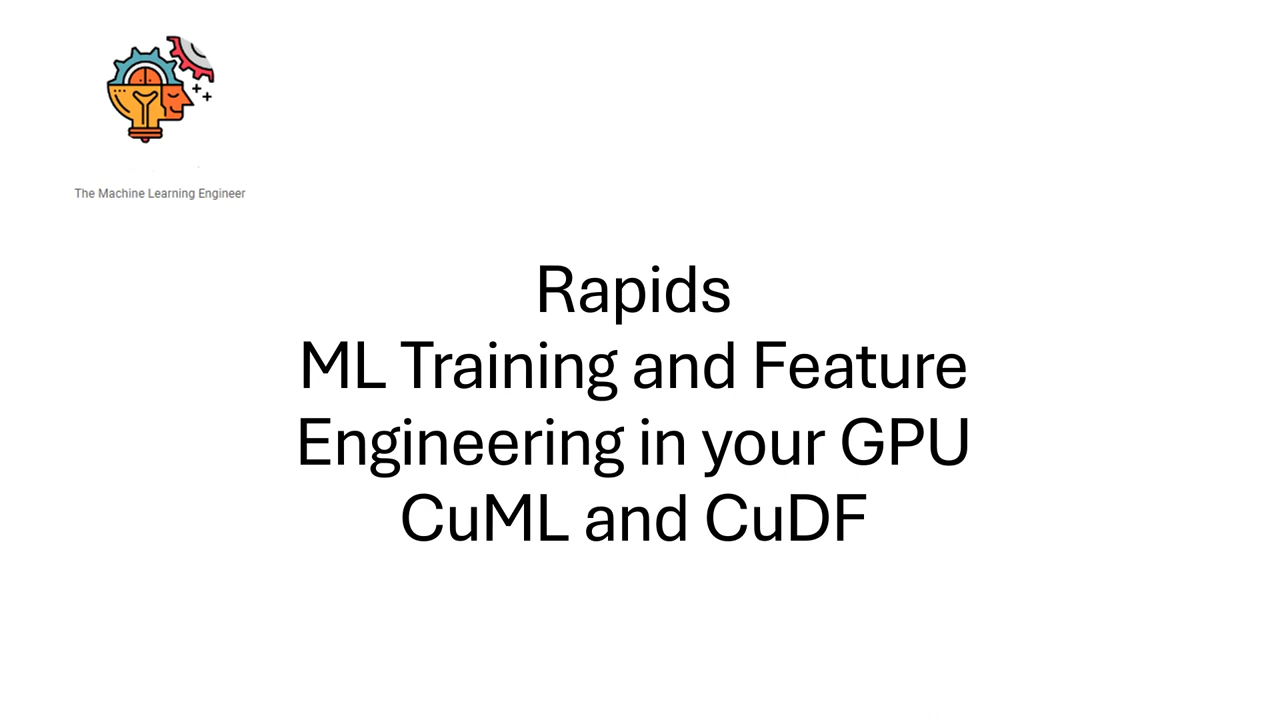 The Machine Learning Engineer
Rapids
ML Training and Feature
Engineering in your GPU
CuML and CuDF